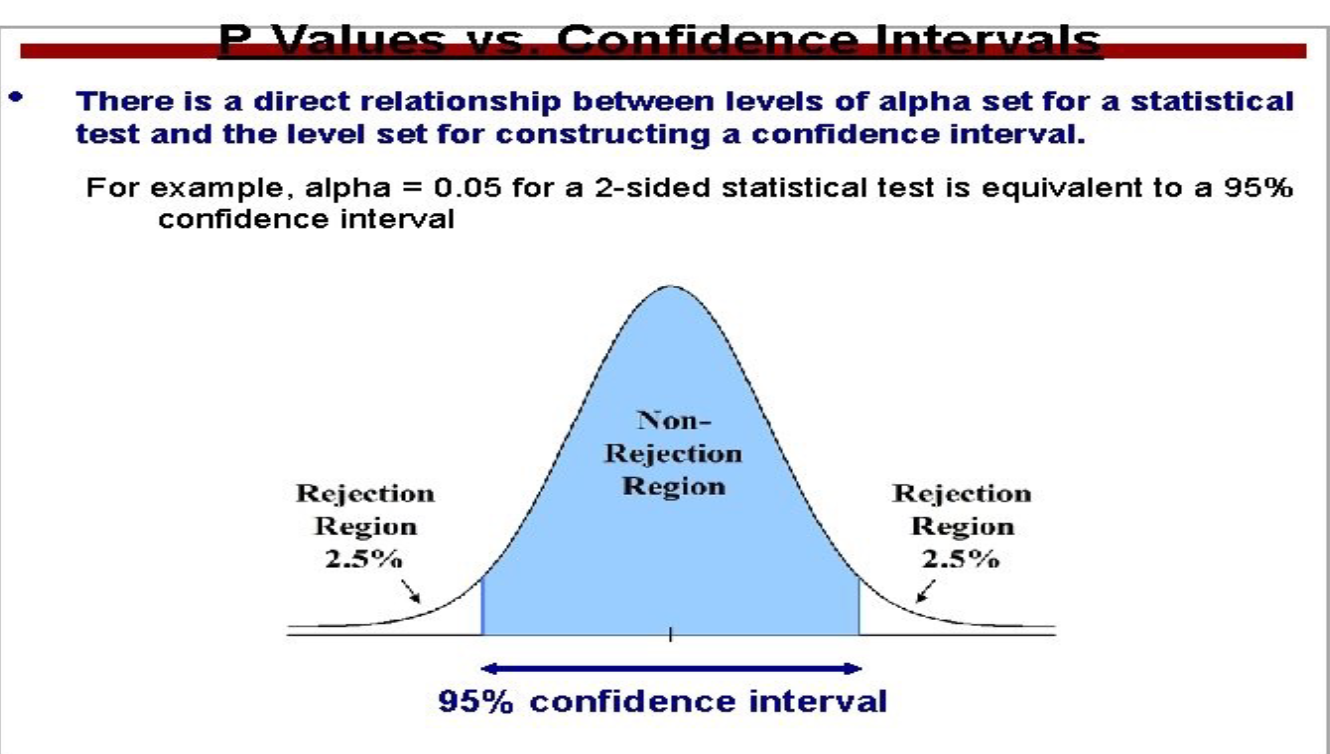 P Values vs. Confidence Intervals
• There is a direct relationship between levels of alpha set for a statistical
test and the level set for constructing a confidence interval.
For example, alpha = 0.05 for a 2-sided statistical test is equivalent to a 95%
confidence interval
Non-
Rejection
Region
Rejection
Region
2.5%
Rejection
Region
2.5%
95% confidence interval